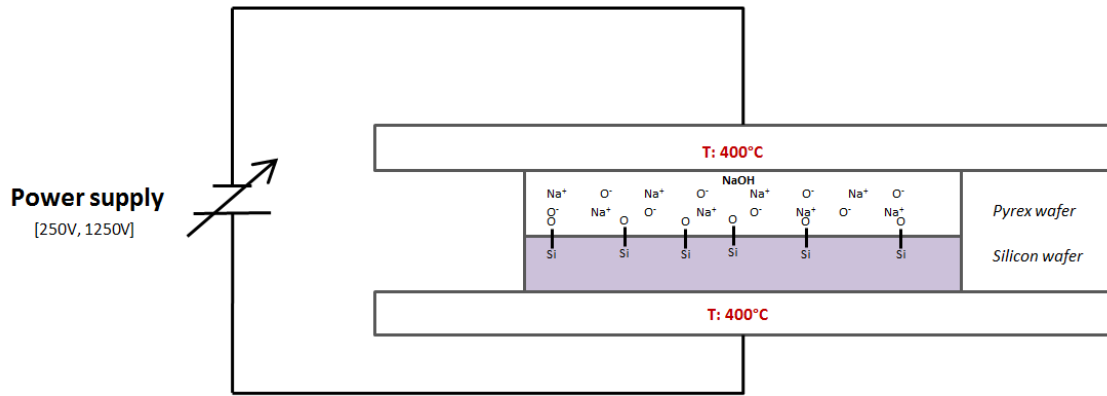 T: 400°C
NaOH
Na⁺ O⁻ Na⁺ O⁻ Na⁺ O⁻ Na⁺ O⁻
O⁻ Na⁺ O⁻ Na⁺ O⁻ Na⁺ O⁻ Na⁺
O O O O O O
Si Si Si Si Si Si
Pyrex wafer
Silicon wafer
T: 400°C
Power supply
[250V, 1250V]